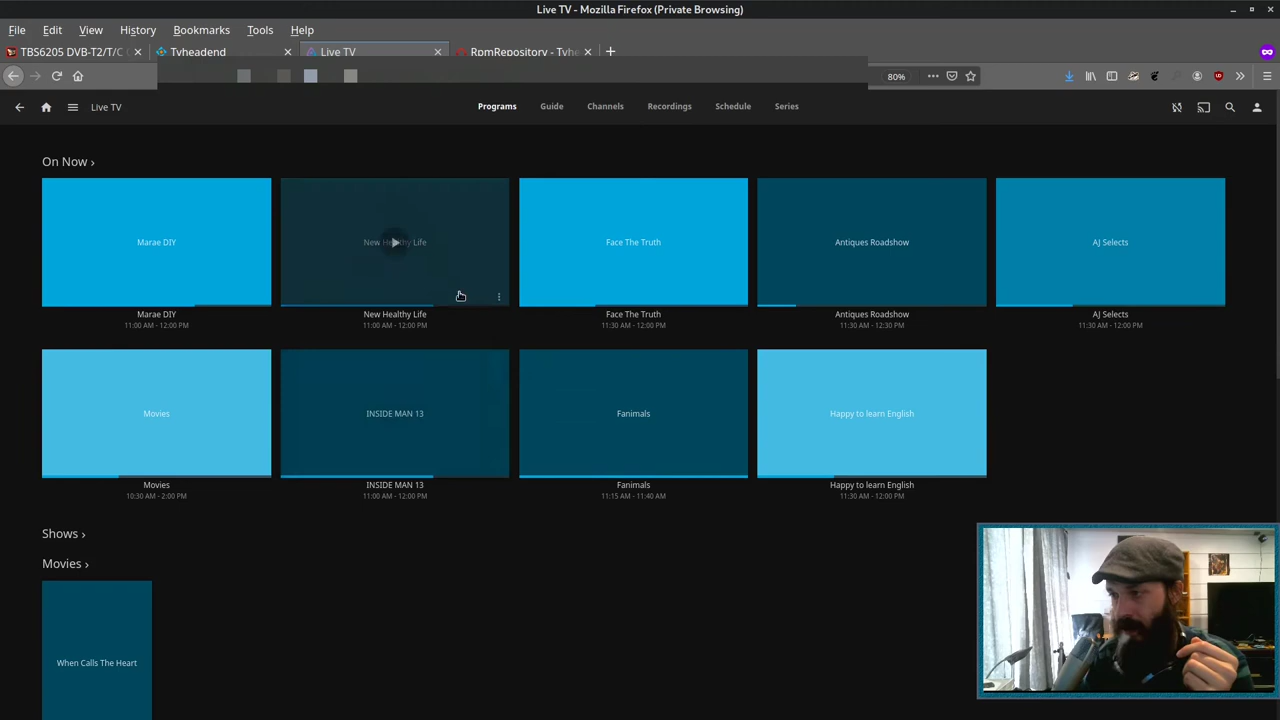 Live TV - Mozilla Firefox (Private Browsing)
File Edit View History Bookmarks Tools Help
TBS6205 DVB-T2/T/C Tvheadend Live TV RpmRepository - Tvhe
80%
Live TV Programs Guide Channels Recordings Schedule Series
On Now
Marae DIY New Healthy Life Face The Truth Antiques Roadshow AJ Selects
Marae DIY New Healthy Life Face The Truth Antiques Roadshow AJ Selects
11:00 AM - 12:00 PM 11:00 AM - 12:00 PM 11:30 AM - 12:00 PM 11:30 AM - 12:30 PM 11:30 AM - 12:00 PM
Movies INSIDE MAN 13 Fanimals Happy to learn English
Movies INSIDE MAN 13 Fanimals Happy to learn English
10:30 AM - 2:00 PM 11:00 AM - 12:00 PM 11:15 AM - 11:40 AM 11:30 AM - 12:00 PM
Shows
Movies
When Calls The Heart